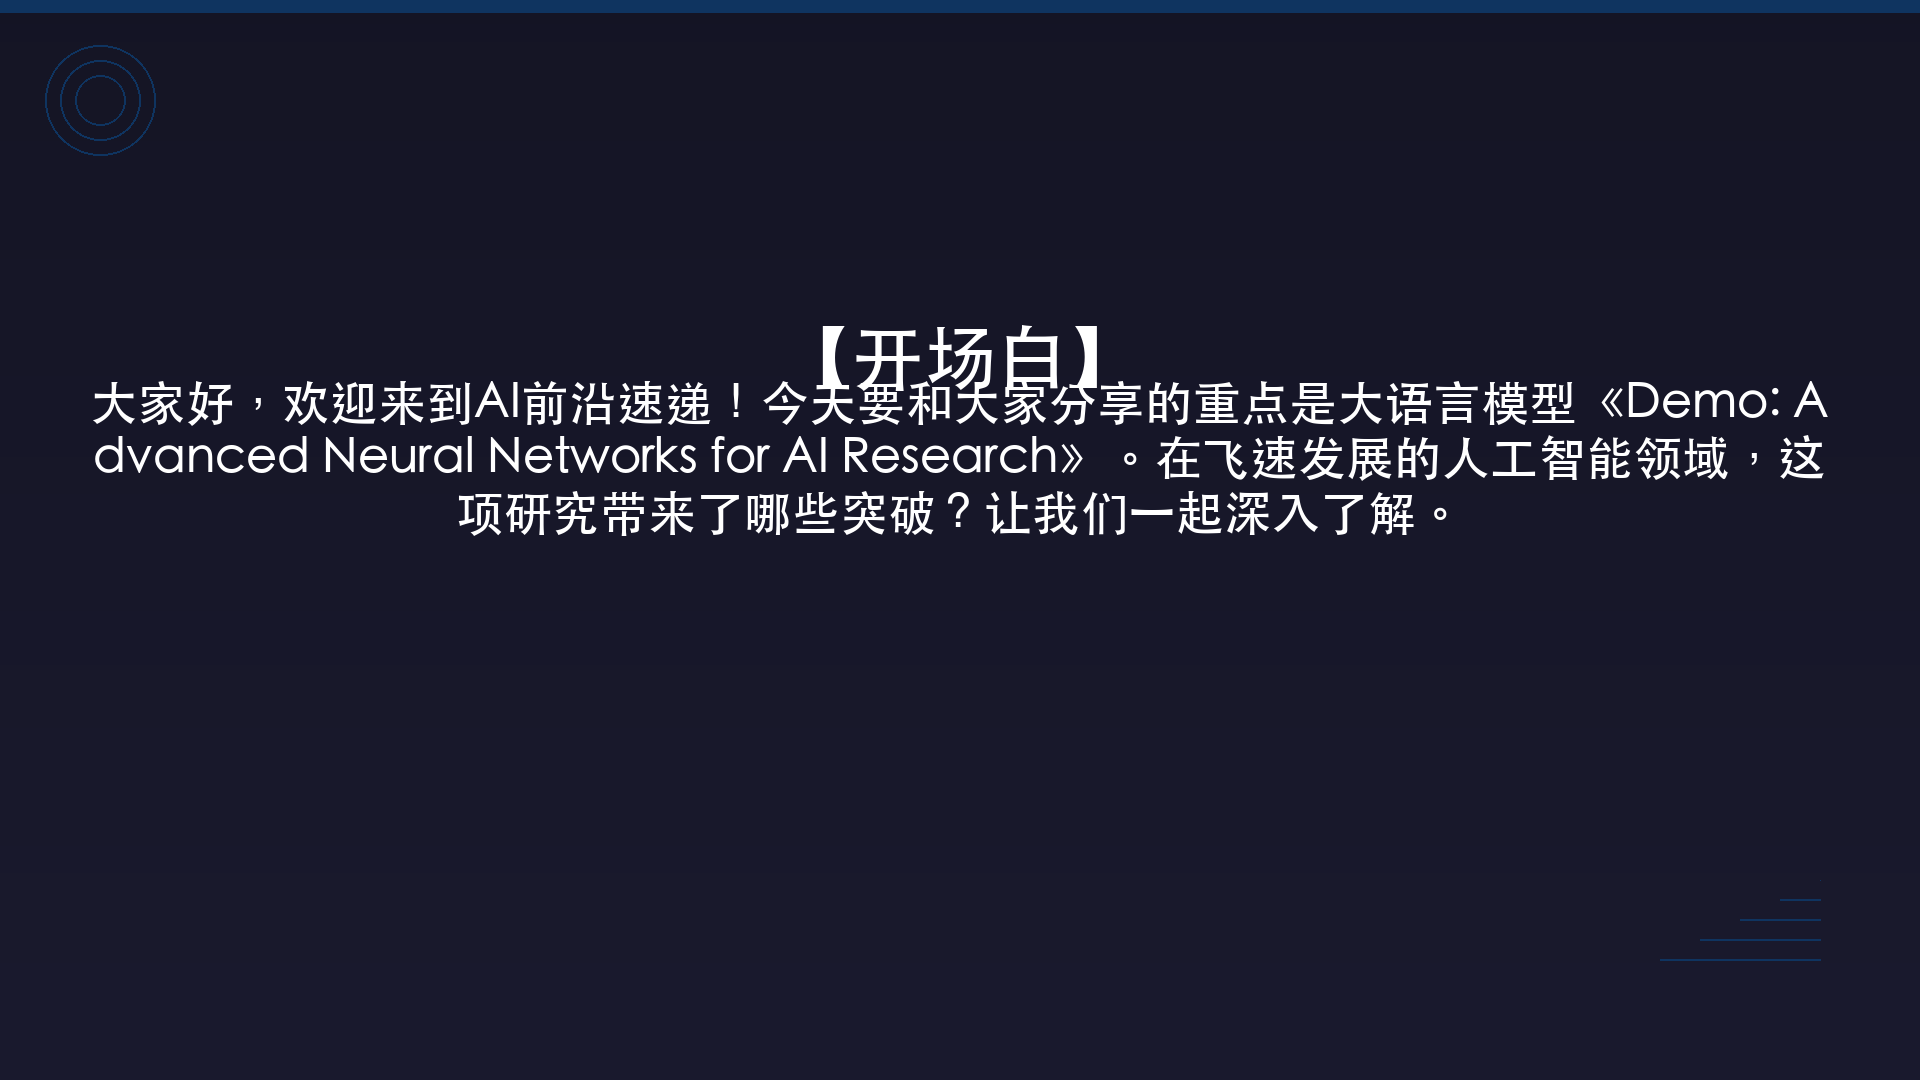 【开场白】
大家好，欢迎来到AI前沿速递！今天要和大家分享的重点是大语言模型《Demo: A
dvanced Neural Networks for AI Research》。在飞速发展的人工智能领域，这
项研究带来了哪些突破？让我们一起深入了解。